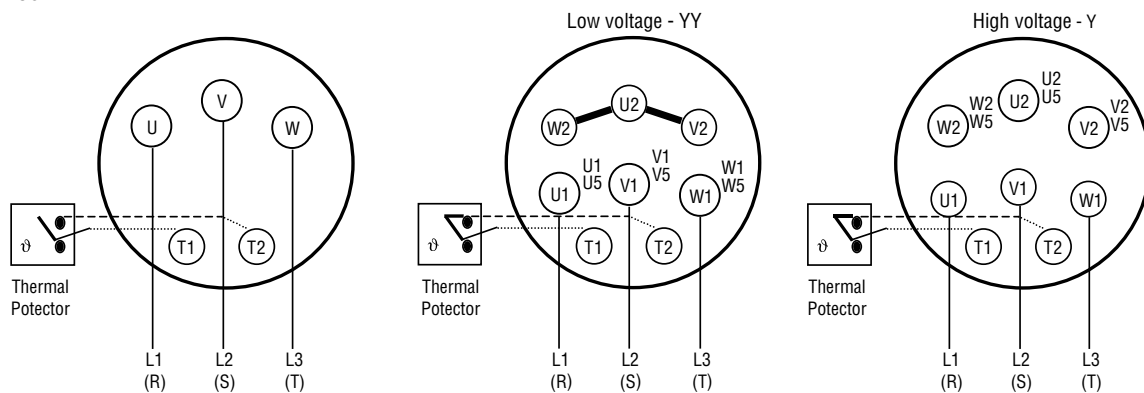 Low voltage - YY
High voltage - Y
V
U
W
T1
T2
ϑ
Thermal
Potector
L1
(R)
L2
(S)
L3
(T)
U2
W2
V2
U1
U5
V1
V5
W1
W5
U1
V1
W1
T1
T2
ϑ
Thermal
Potector
L1
(R)
L2
(S)
L3
(T)
U2
U5
U2
W2
W5
W2
V2
V5
V2
U1
V1
W1
T1
T2
ϑ
Thermal
Potector
L1
(R)
L2
(S)
L3
(T)